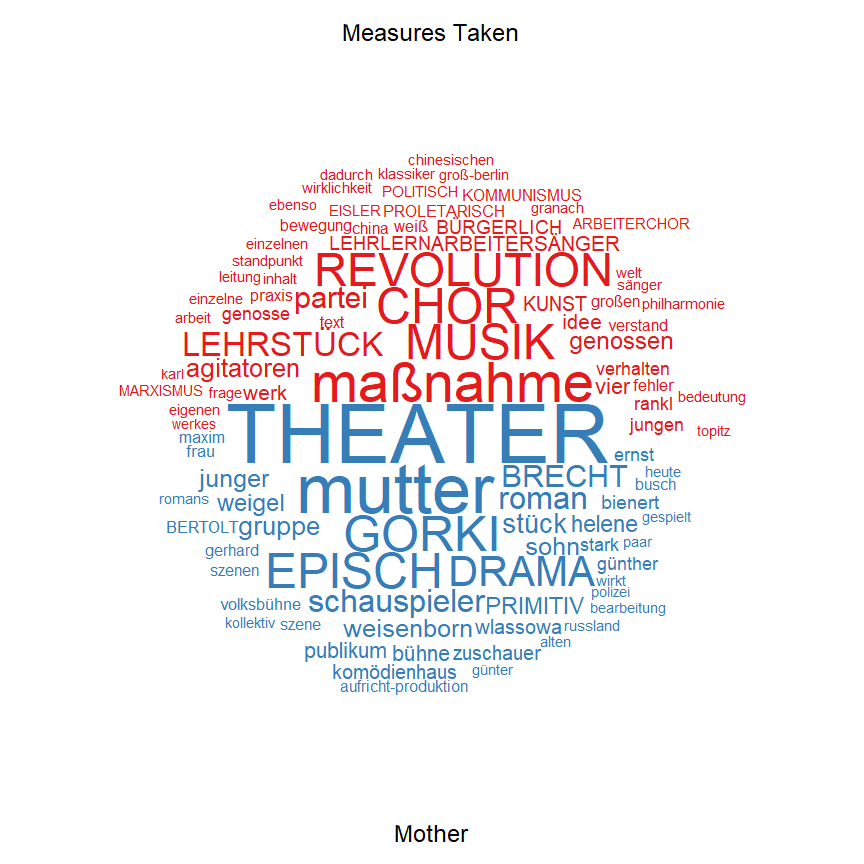 Measures Taken
chinesischen
dadurch klassiker groß-berlin
wirklichkeit POLITISCH KOMMUNISMUS
ebenso EISLER PROLETARISCH granach
bewegung china weiß BÜRGERLICH ARBEITERCHOR
einzelnen LEHRLERN ARBEITERSÄNGER
standpunkt REVOLUTION welt
leitung inhalt sänger
einzelne praxis partei CHOR KUNST großen philharmonie
arbeit genosse text idee verstand
LEHRSTÜCK MUSIK genossen
karl agitatoren maßnahme verhalten
MARXISMUS frage werk vier fehler
eigenen rankl bedeutung
werkes jungen topitz
maxim THEATER
frau ernst
junger mutter BRECHT heute
busch
romans weigel roman bienert
BERTOLT gruppe GORKI stück helene gespielt
gerhard sohn stark paar
szenen EPISCH DRAMA günther
wirkt
polizei
volksbühne schauspieler PRIMITIV bearbeitung
kollektiv szene weisenborn wlassowa russland
alten
publikum bühne zuschauer
komödienhaus günter
aufricht-produktion
Mother